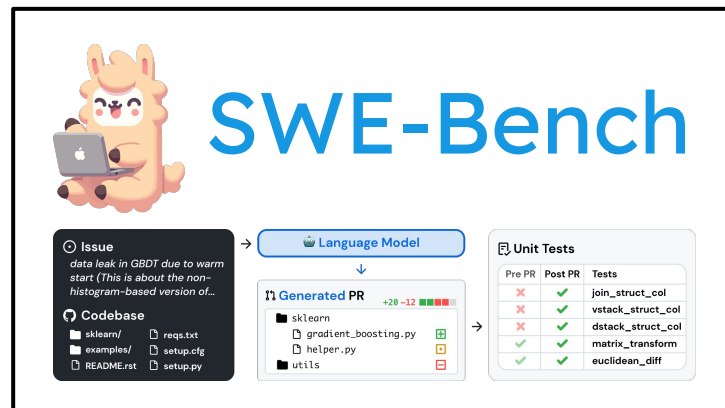 SWE-Bench
Issue
data leak in GBDT due to warm
start (This is about the non-
histogram-based version of...
Codebase
sklearn/
reqs.txt
examples/
setup.cfg
README.rst
setup.py
Language Model
Generated PR
+20 -12
sklearn
gradient_boosting.py
helper.py
utils
Unit Tests
Pre PR Post PR Tests
join_struct_col
vstack_struct_col
dstack_struct_col
matrix_transform
euclidean_diff